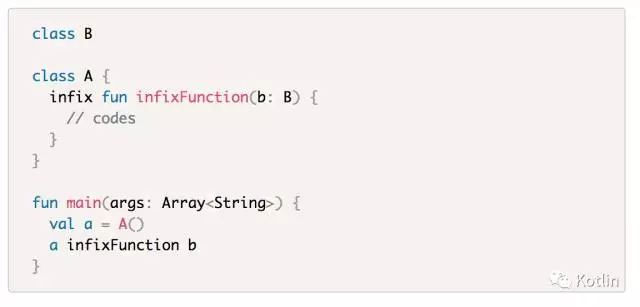 class B

class A {
  infix fun infixFunction(b: B) {
    // codes
  }
}

fun main(args: Array<String>) {
  val a = A()
  a infixFunction b
}
Kotlin